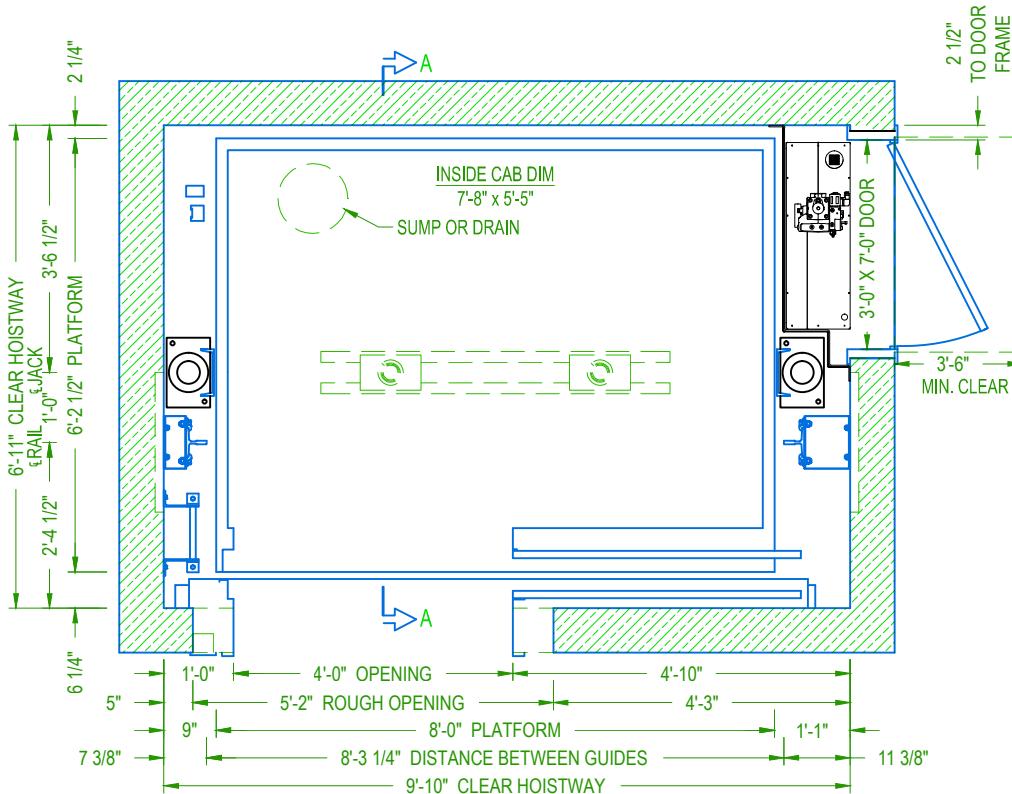 2 1/4"
A
2 1/2"
TO DOOR
FRAME
INSIDE CAB DIM
7'-8" x 5'-5"
SUMP OR DRAIN
3'-0" X 7'-0" DOOR
3'-6"
MIN. CLEAR
6'-11" CLEAR HOISTWAY
℄RAIL
℄JACK
3'-6 1/2"
1'-0"
2'-4 1/2"
6'-2 1/2" PLATFORM
6 1/4"
A
1'-0"
4'-0" OPENING
4'-10"
5"
5'-2" ROUGH OPENING
4'-3"
9"
8'-0" PLATFORM
1'-1"
7 3/8"
8'-3 1/4" DISTANCE BETWEEN GUIDES
11 3/8"
9'-10" CLEAR HOISTWAY